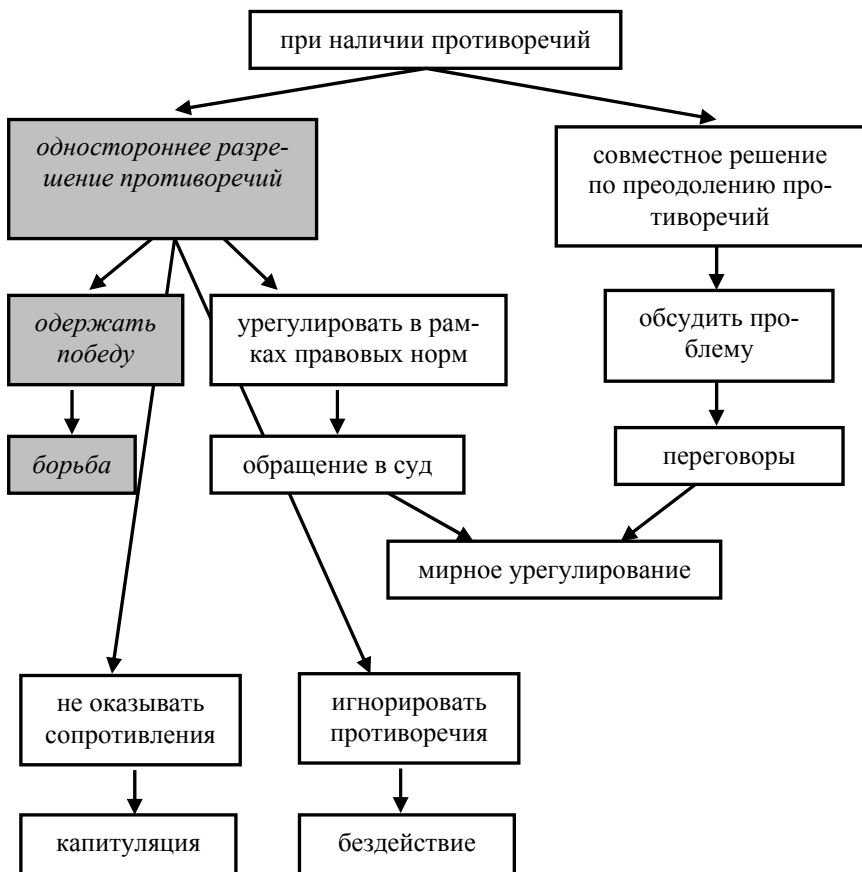 при наличии противоречий
одностороннее разре-
шение противоречий
совместное решение
по преодолению про-
тиворечий
одержать
победу
урегулировать в рам-
ках правовых норм
обсудить про-
блему
борьба
обращение в суд
переговоры
мирное урегулирование
не оказывать
сопротивления
игнорировать
противоречия
капитуляция
бездействие